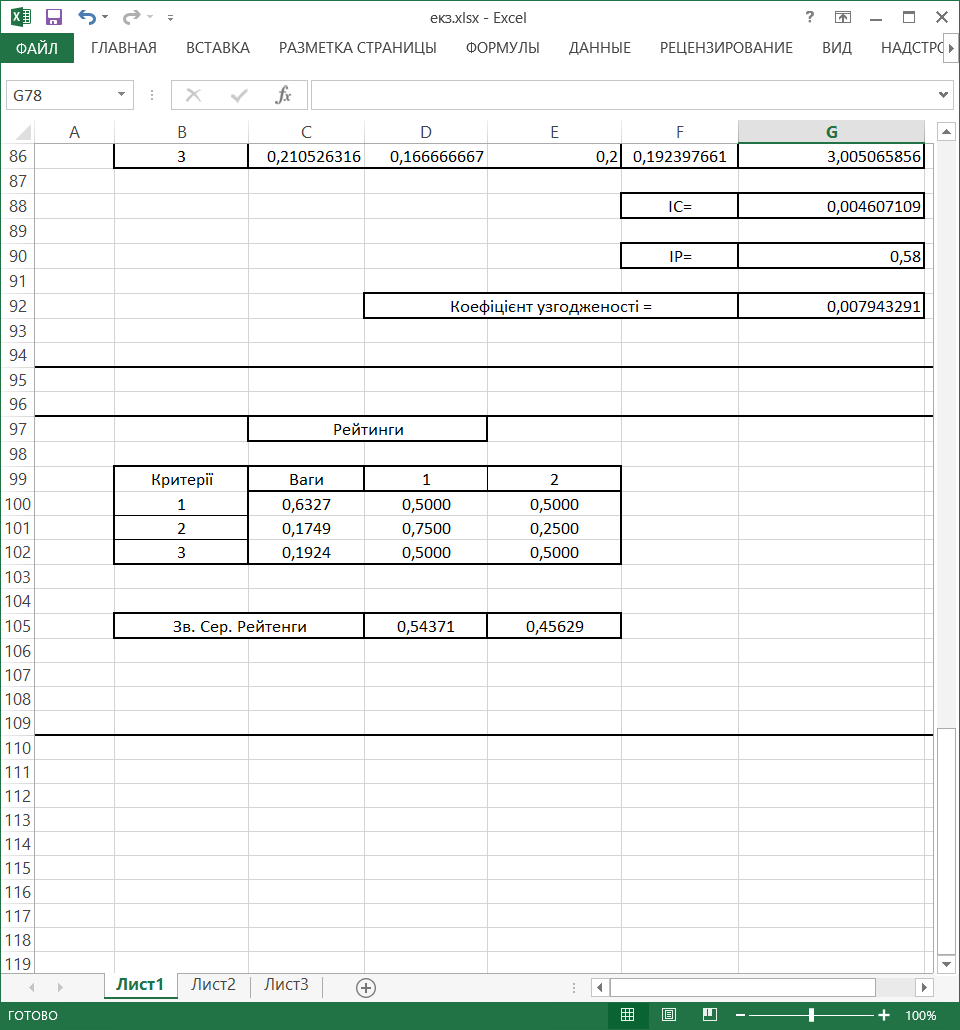 екз.xlsx - Excel
ФАЙЛ ГЛАВНАЯ ВСТАВКА РАЗМЕТКА СТРАНИЦЫ ФОРМУЛЫ ДАННЫЕ РЕЦЕНЗИРОВАНИЕ ВИД НАДСТРО
G78 fx
A B C D E F G
86 3 0,210526316 0,166666667 0,2 0,192397661 3,005065856
87
88 ІС= 0,004607109
89
90 ІР= 0,58
91
92 Коефіцієнт узгодженості = 0,007943291
93
94
95
96
97 Рейтинги
98
99 Критерії Ваги 1 2
100 1 0,6327 0,5000 0,5000
101 2 0,1749 0,7500 0,2500
102 3 0,1924 0,5000 0,5000
103
104
105 Зв. Сер. Рейтенги 0,54371 0,45629
106
107
108
109
110
111
112
113
114
115
116
117
118
119
Лист1 Лист2 Лист3
ГОТОВО 100%